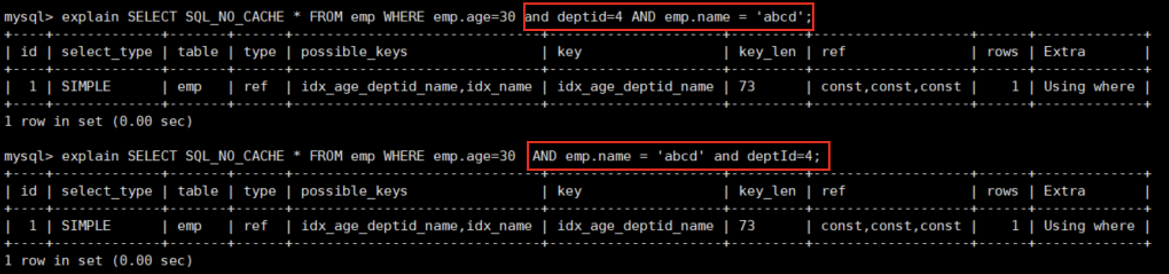 mysql> explain SELECT SQL_NO_CACHE * FROM emp WHERE emp.age=30 and deptid=4 AND emp.name = 'abcd';
+----+-------------+-------+------+-----------------------------+---------------------+---------+-------------------+------+-------------+
| id | select_type | table | type | possible_keys | key | key_len | ref | rows | Extra |
+----+-------------+-------+------+-----------------------------+---------------------+---------+-------------------+------+-------------+
| 1 | SIMPLE | emp | ref | idx_age_deptid_name,idx_name | idx_age_deptid_name | 73 | const,const,const | 1 | Using where |
+----+-------------+-------+------+-----------------------------+---------------------+---------+-------------------+------+-------------+
1 row in set (0.00 sec)
mysql> explain SELECT SQL_NO_CACHE * FROM emp WHERE emp.age=30 AND emp.name = 'abcd' and deptId=4;
+----+-------------+-------+------+-----------------------------+---------------------+---------+-------------------+------+-------------+
| id | select_type | table | type | possible_keys | key | key_len | ref | rows | Extra |
+----+-------------+-------+------+-----------------------------+---------------------+---------+-------------------+------+-------------+
| 1 | SIMPLE | emp | ref | idx_age_deptid_name,idx_name | idx_age_deptid_name | 73 | const,const,const | 1 | Using where |
+----+-------------+-------+------+-----------------------------+---------------------+---------+-------------------+------+-------------+
1 row in set (0.00 sec)